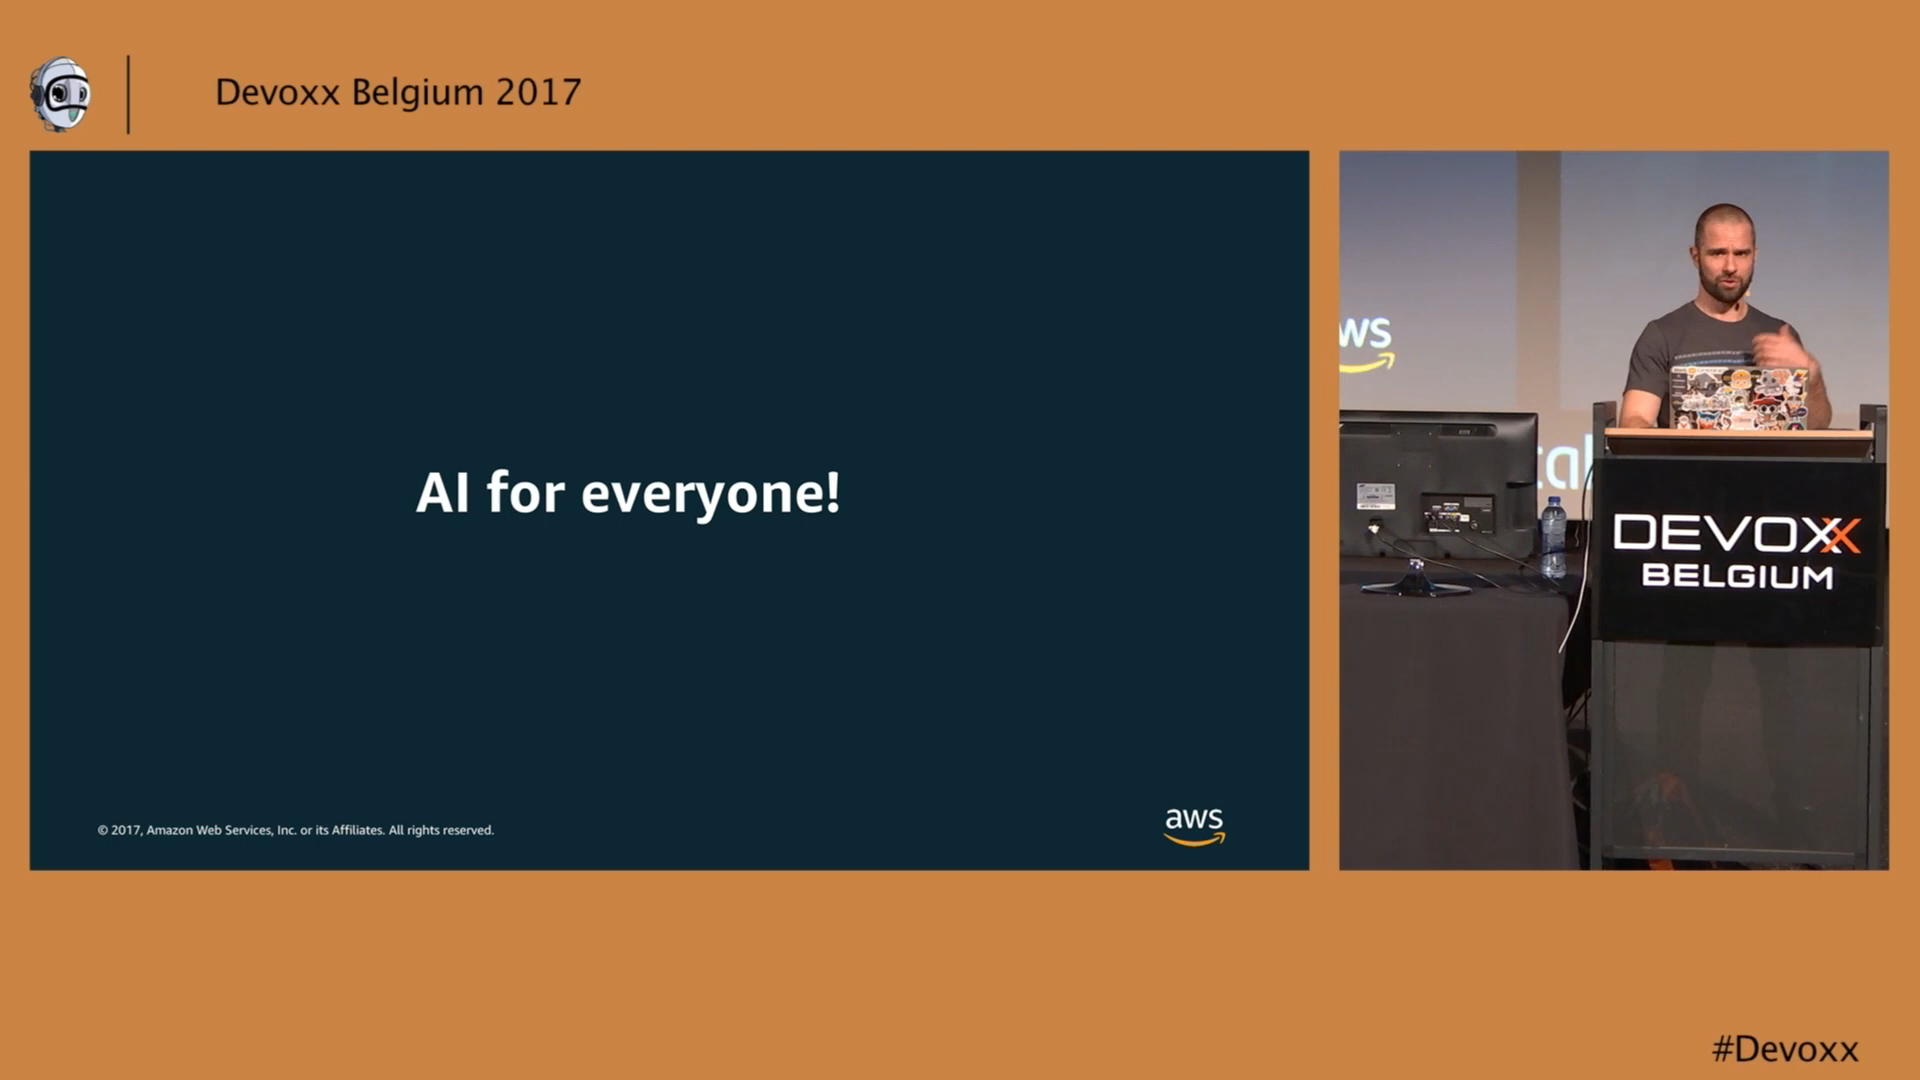 Devoxx Belgium 2017
AI for everyone!
© 2017, Amazon Web Services, Inc. or its Affiliates. All rights reserved.
aws
ws
DEVOXX
BELGIUM
#Devoxx